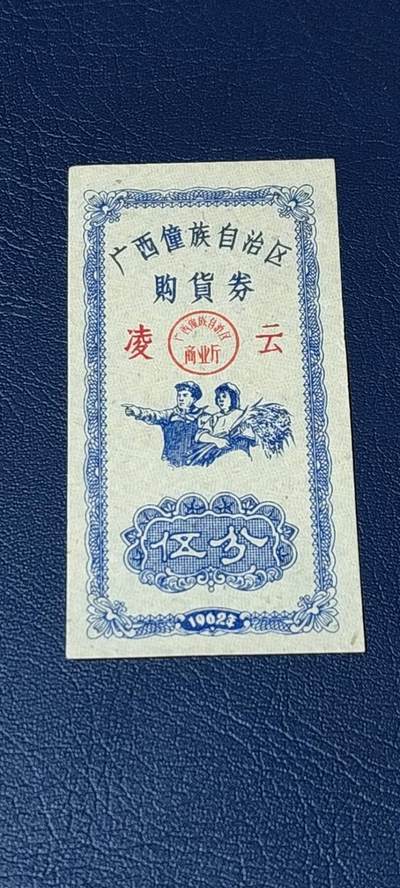 广西僮族自治区
購貨券
凌 云
广西僮族自治区
商业厅
伍分
1962年